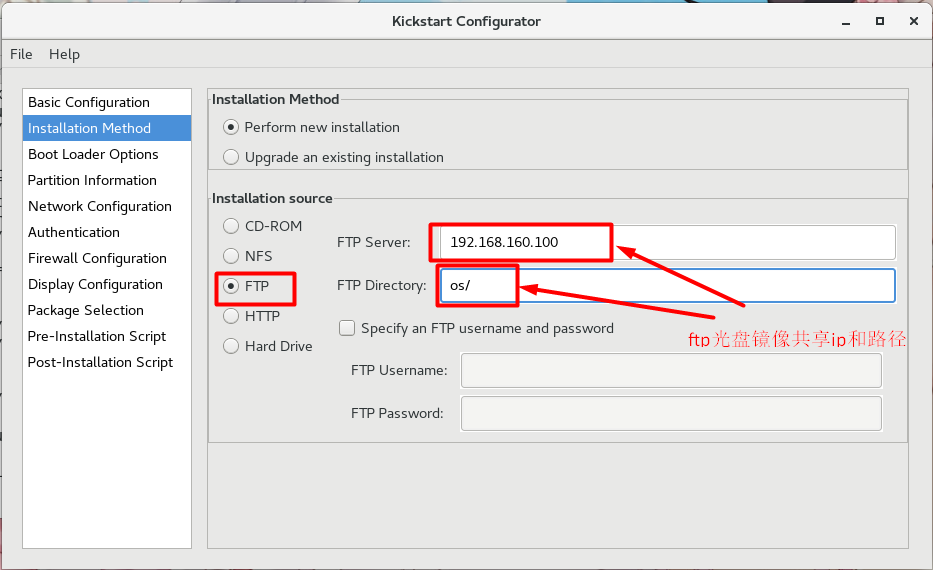 Kickstart Configurator
File Help
Basic Configuration
Installation Method
Boot Loader Options
Partition Information
Network Configuration
Authentication
Firewall Configuration
Display Configuration
Package Selection
Pre-Installation Script
Post-Installation Script
Installation Method
Perform new installation
Upgrade an existing installation
Installation source
CD-ROM
NFS
FTP
HTTP
Hard Drive
FTP Server: 192.168.160.100
FTP Directory: os/
Specify an FTP username and password
ftp光盘镜像共享ip和路径
FTP Username:
FTP Password: